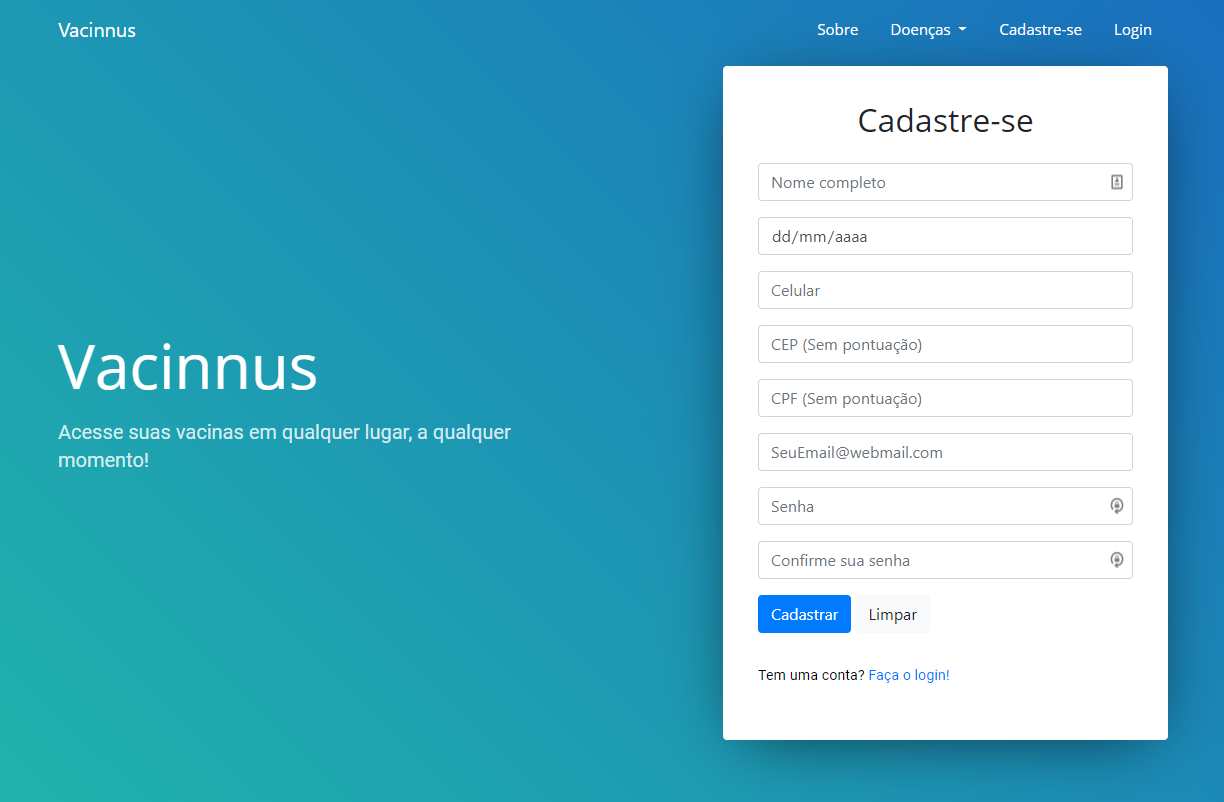 Vacinnus
Sobre
Doenças
Cadastre-se
Login
Vacinnus
Acesse suas vacinas em qualquer lugar, a qualquer
momento!
Cadastre-se
Nome completo
dd/mm/aaaa
Celular
CEP (Sem pontuação)
CPF (Sem pontuação)
SeuEmail@webmail.com
Senha
Confirme sua senha
Cadastrar
Limpar
Tem uma conta? Faça o login!